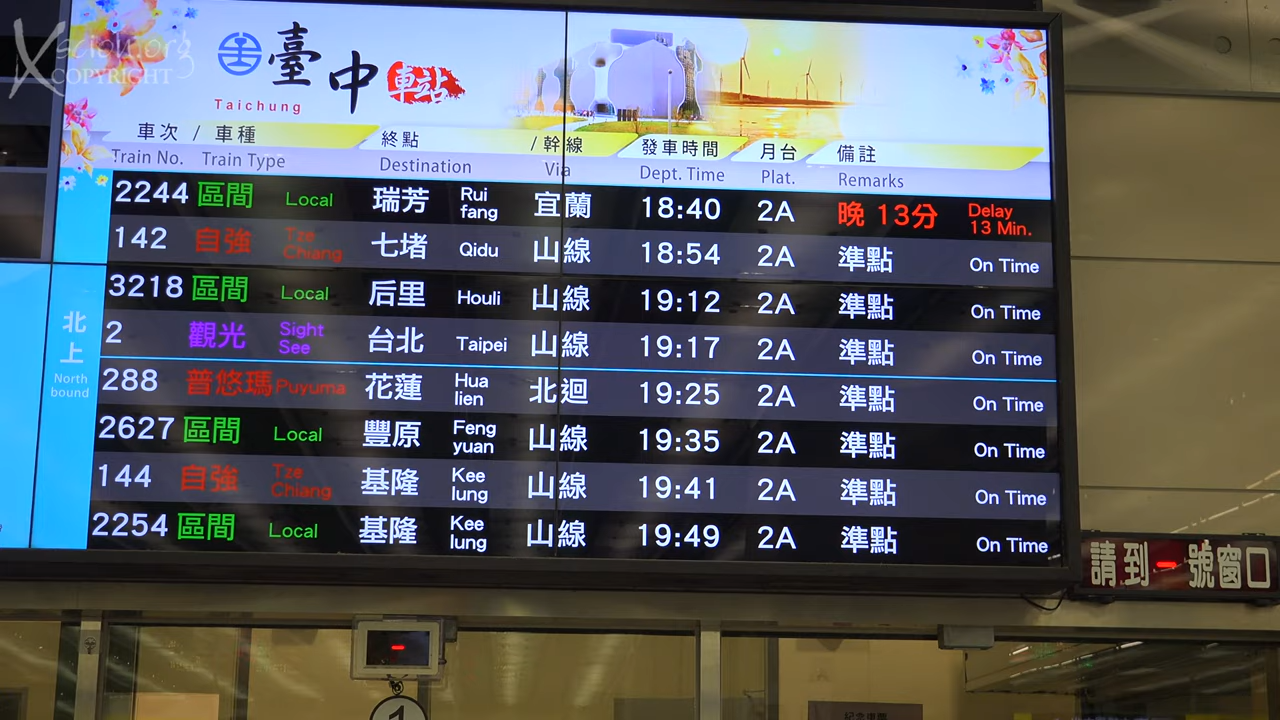 Xsciou.org
COPYRIGHT
臺中車站
Taichung
車次 / 車種 終點 / 幹線 發車時間 月台 備註
Train No. Train Type Destination Via Dept. Time Plat. Remarks
2244 區間 Local 瑞芳 Rui fang 宜蘭 18:40 2A 晚 13分 Delay 13 Min.
142 自強 Tze Chiang 七堵 Qidu 山線 18:54 2A 準點 On Time
3218 區間 Local 后里 Houli 山線 19:12 2A 準點 On Time
2 觀光 Sight See 台北 Taipei 山線 19:17 2A 準點 On Time
288 普悠瑪 Puyuma 花蓮 Hua lien 北迴 19:25 2A 準點 On Time
2627 區間 Local 豐原 Feng yuan 山線 19:35 2A 準點 On Time
144 自強 Tze Chiang 基隆 Kee lung 山線 19:41 2A 準點 On Time
2254 區間 Local 基隆 Kee lung 山線 19:49 2A 準點 On Time
北上
North
bound
請到 - 號窗口
-
1